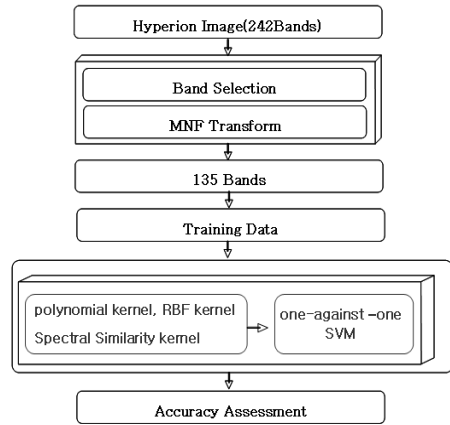 Hyperion Image(242Bands)
Band Selection
MNF Transform
135 Bands
Training Data
polynomial kernel, RBF kernel
Spectral Similarity kernel
one-against -one
SVM
Accuracy Assessment